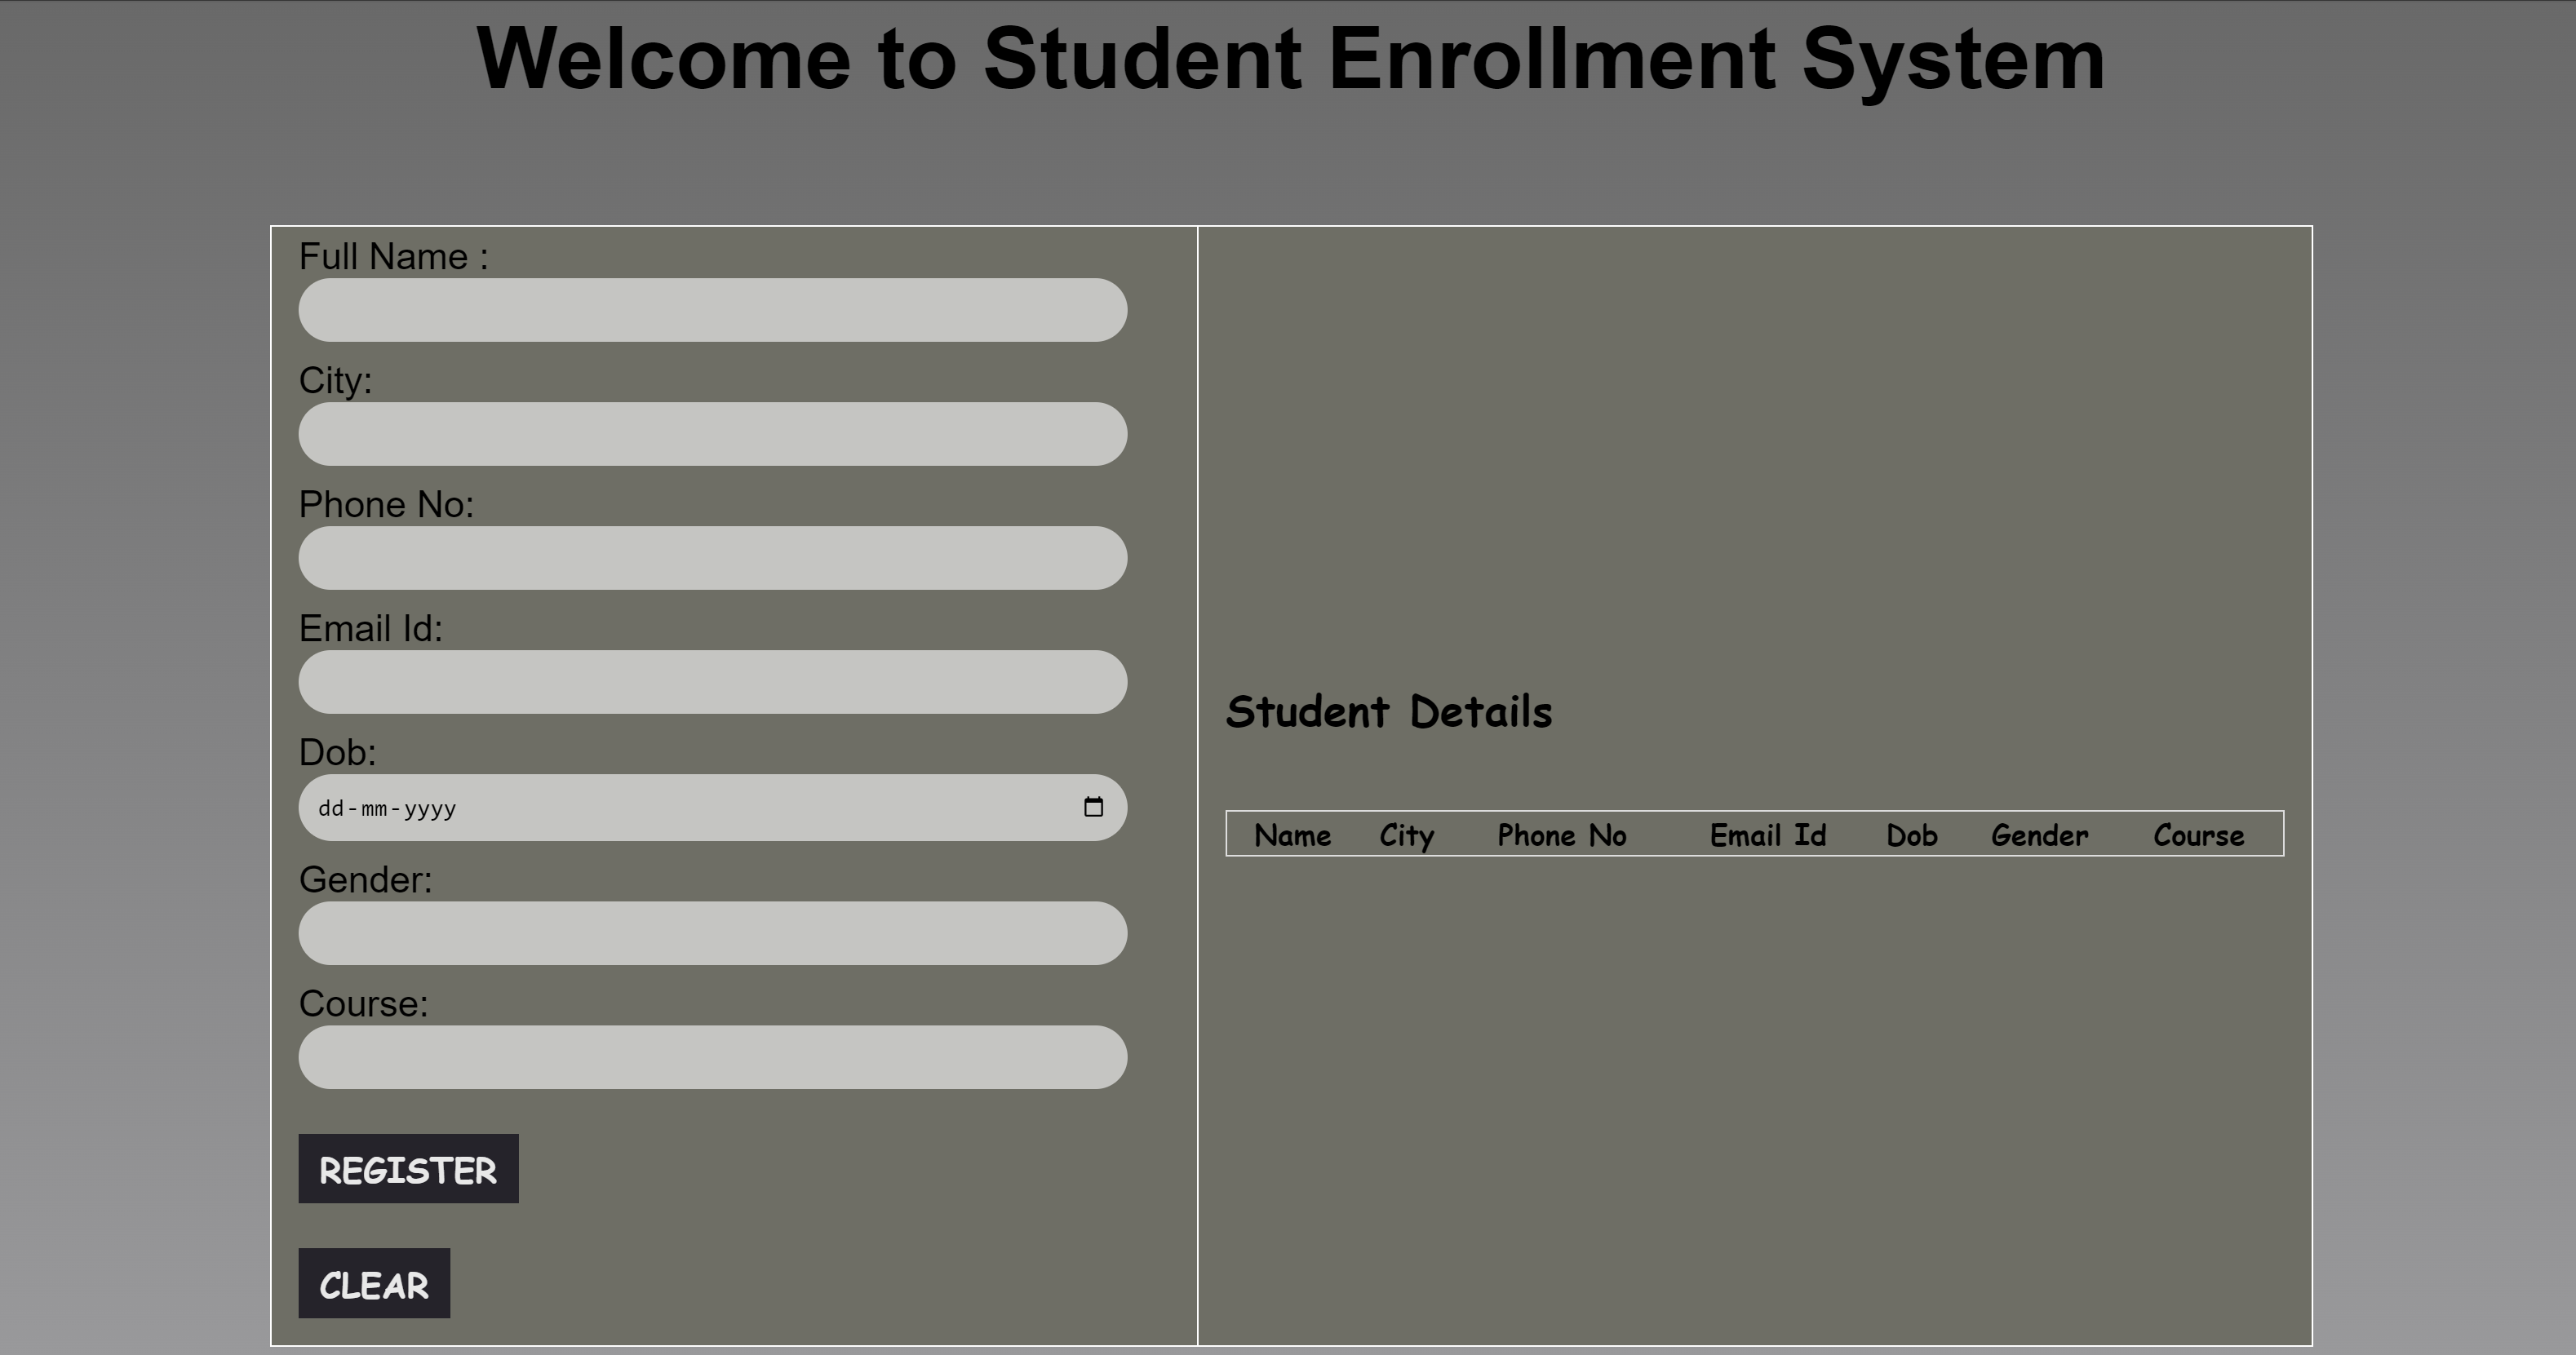 Welcome to Student Enrollment System
Full Name :
City:
Phone No:
Email Id:
Dob:
dd-mm-yyyy
Gender:
Course:
REGISTER
CLEAR
Student Details
Name City Phone No Email Id Dob Gender Course